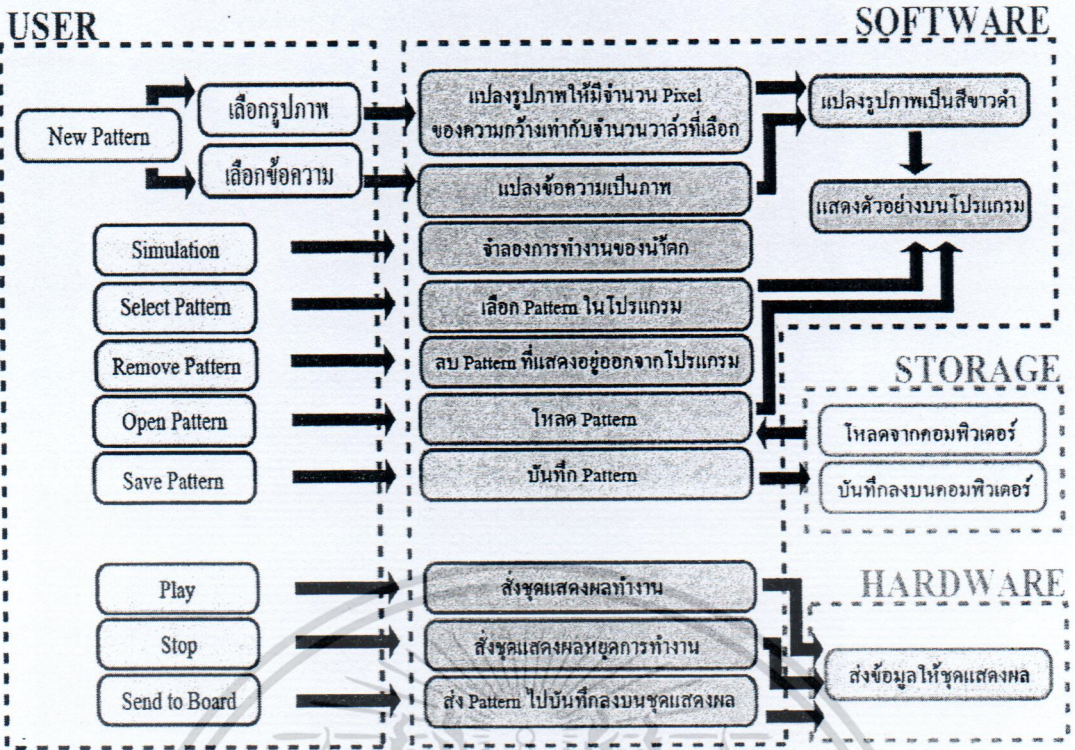 USER
SOFTWARE
New Pattern
เลือกรูปภาพ
แปลงรูปภาพให้มีจำนวน Pixel
ของความกว้างเท่ากับจำนวนวาล์วที่เลือก
แปลงรูปภาพเป็นสีขาวดำ
เลือกข้อความ
แปลงข้อความเป็นภาพ
แสดงตัวอย่างบนโปรแกรม
Simulation
จำลองการทำงานของน้ำตก
Select Pattern
เลือก Pattern ในโปรแกรม
Remove Pattern
ลบ Pattern ที่แสดงอยู่ออกจากโปรแกรม
STORAGE
Open Pattern
โหลด Pattern
โหลดจากคอมพิวเตอร์
Save Pattern
บันทึก Pattern
บันทึกลงบนคอมพิวเตอร์
HARDWARE
Play
สั่งชุดแสดงผลทำงาน
Stop
สั่งชุดแสดงผลหยุดการทำงาน
ส่งข้อมูลให้ชุดแสดงผล
Send to Board
ส่ง Pattern ไปบันทึกลงบนชุดแสดงผล